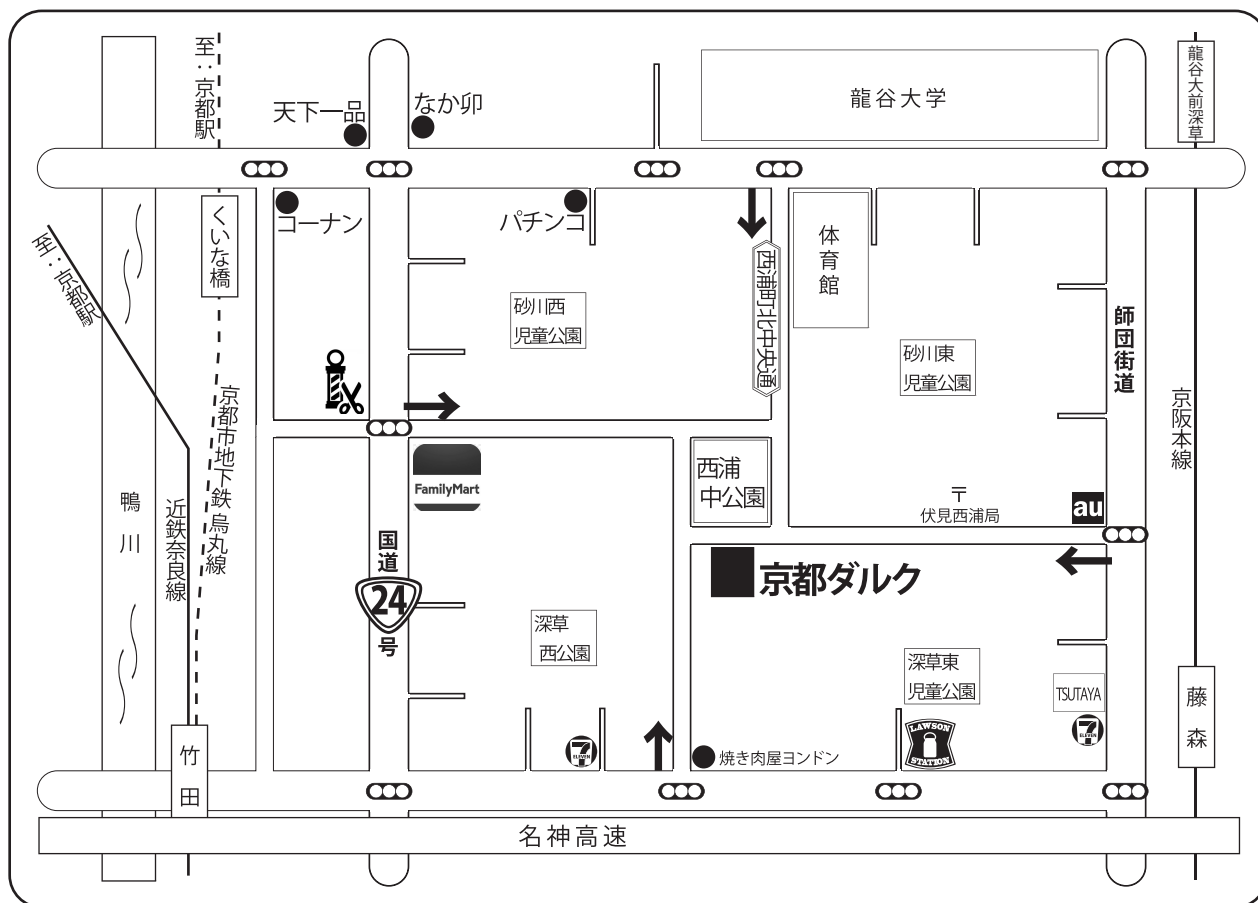 至：京都駅
天下一品
なか卯
龍谷大学
龍谷大前深草
くいな橋
コーナン
パチンコ
体育館
西浦町北中央通
至：京都駅
砂川西
児童公園
砂川東
児童公園
師団街道
京都市地下鉄 烏丸線
京阪本線
FamilyMart
西浦
中公園
〒
伏見西浦局
au
鴨川
近鉄奈良線
国道
24
号
京都ダルク
深草
西公園
深草東
児童公園
TSUTAYA
藤森
竹田
7
ELEVEN
焼き肉屋ヨンドン
LAWSON
STATION
7
ELEVEN
名神高速